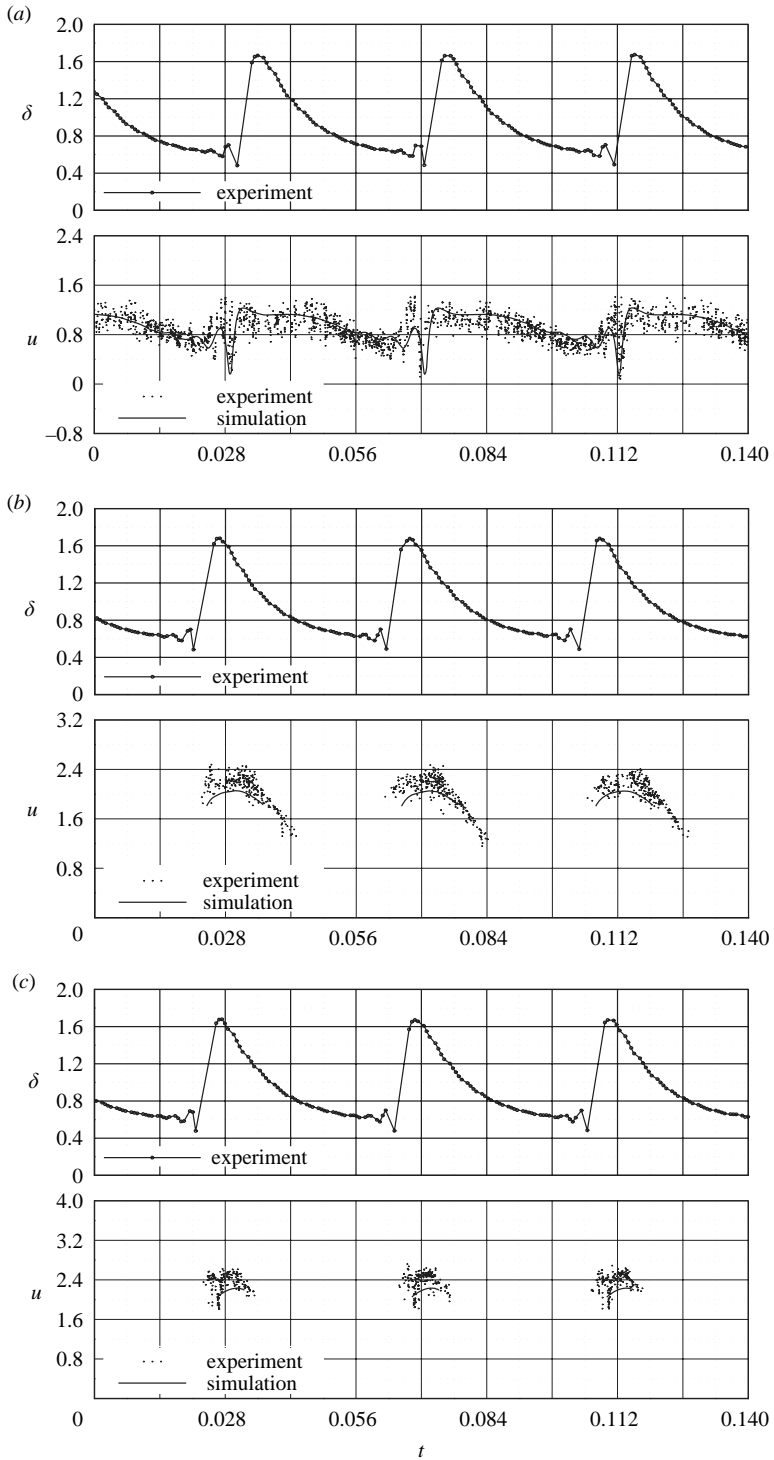 (a)
2.0
1.6
1.2
δ
0.8
0.4
experiment
0
2.4
1.6
u
0.8
0
experiment
simulation
–0.8
0
0.028
0.056
0.084
0.112
0.140
(b)
2.0
1.6
1.2
δ
0.8
0.4
experiment
0
3.2
2.4
u
1.6
0.8
experiment
simulation
0
0.028
0.056
0.084
0.112
0.140
(c)
2.0
1.6
1.2
δ
0.8
0.4
experiment
0
4.0
3.2
2.4
u
1.6
0.8
experiment
simulation
0
0.028
0.056
0.084
0.112
0.140
t